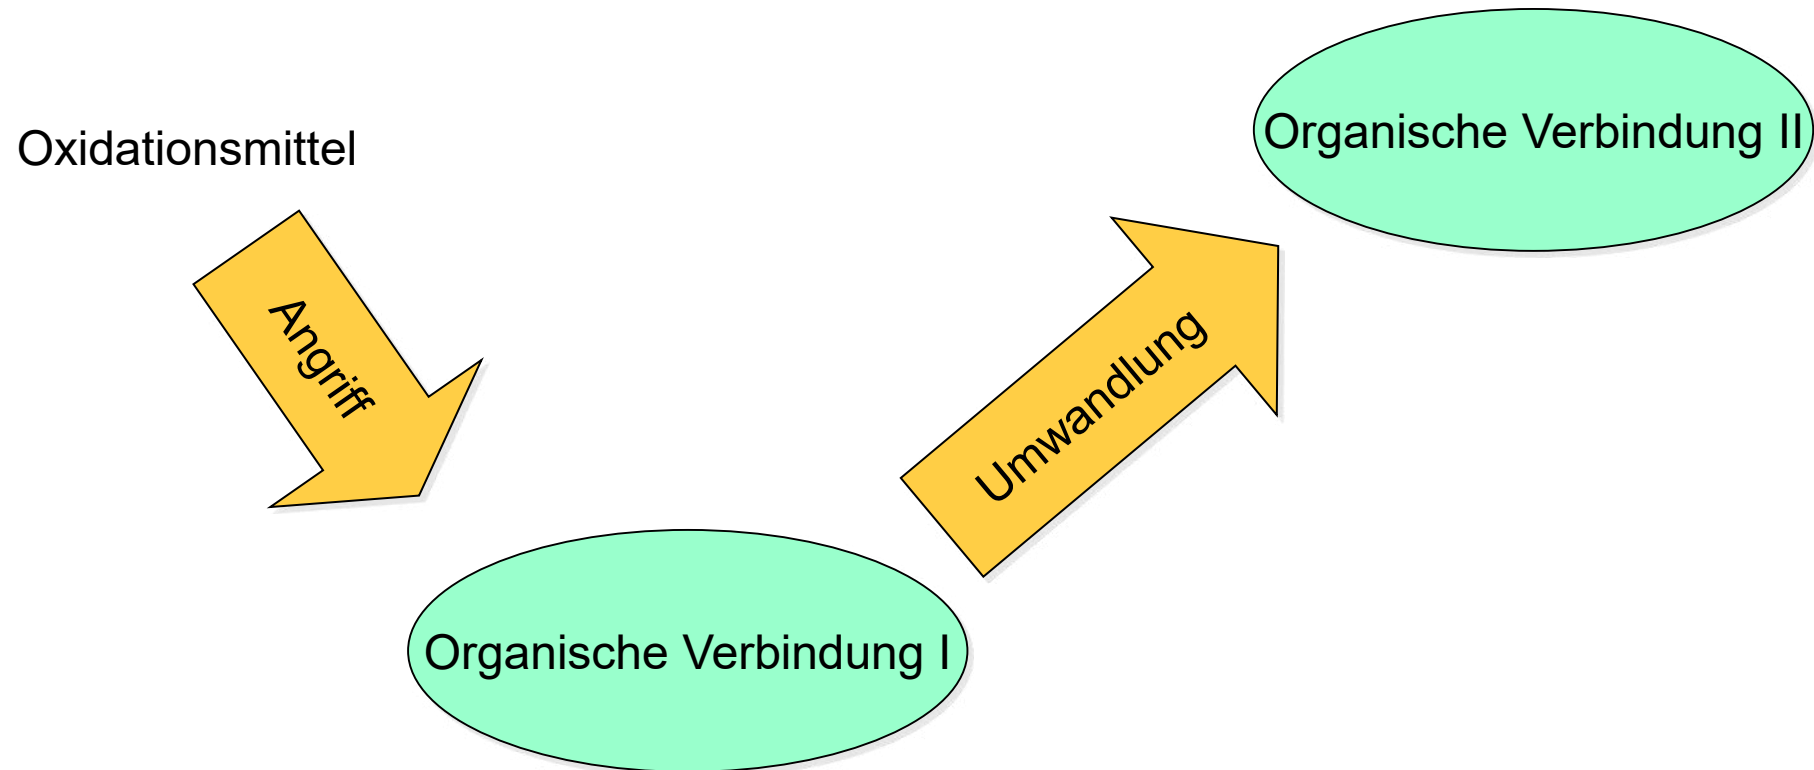 Oxidationsmittel
Organische Verbindung II
Angriff
Umwandlung
Organische Verbindung I